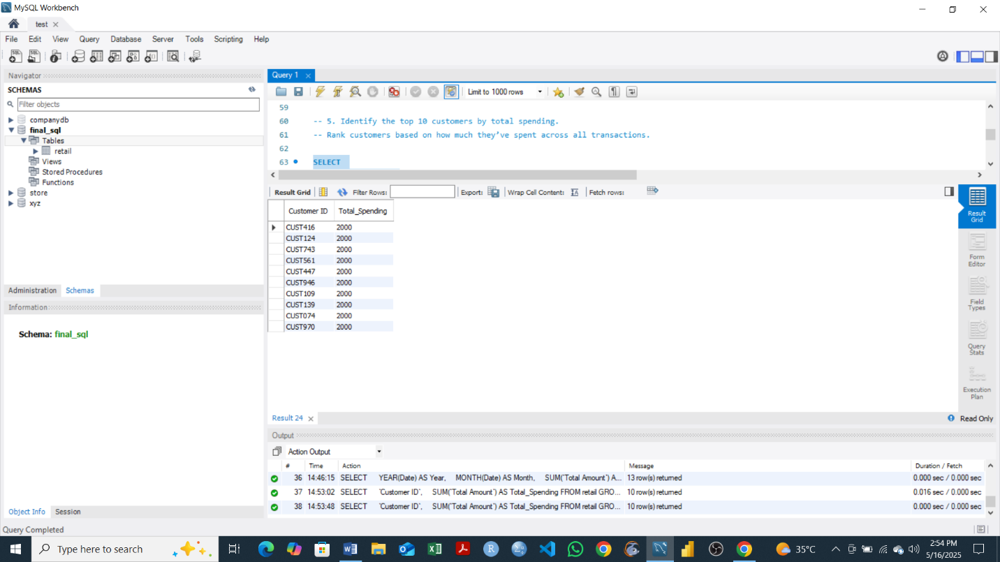 MySQL Workbench
test
File Edit View Query Database Server Tools Scripting Help
Navigator
SCHEMAS
Filter objects
companydb
final_sql
Tables
retail
Views
Stored Procedures
Functions
store
xyz
Administration Schemas
Information
Schema: final_sql
Object Info Session
Query Completed
Query 1
Limit to 1000 rows
59
60 -- 5. Identify the top 10 customers by total spending.
61 -- Rank customers based on how much they’ve spent across all transactions.
62
63 SELECT
Result Grid Filter Rows: Export: Wrap Cell Content: Fetch rows:
Customer ID Total_Spending
CUST416 2000
CUST124 2000
CUST743 2000
CUST561 2000
CUST447 2000
CUST946 2000
CUST109 2000
CUST139 2000
CUST074 2000
CUST970 2000
Result
Grid
Form
Editor
Field
Types
Query
Stats
Execution
Plan
Result 24 Read Only
Output
Action Output
# Time Action Message Duration / Fetch
36 14:46:15 SELECT YEAR(Date) AS Year, MONTH(Date) AS Month, SUM(`Total Amount`) A... 13 row(s) returned 0.000 sec / 0.000 sec
37 14:53:02 SELECT `Customer ID`, SUM(`Total Amount`) AS Total_Spending FROM retail GRO... 10 row(s) returned 0.016 sec / 0.000 sec
38 14:53:48 SELECT `Customer ID`, SUM(`Total Amount`) AS Total_Spending FROM retail GRO... 10 row(s) returned 0.000 sec / 0.000 sec
Type here to search
35°C
2:54 PM
5/16/2025